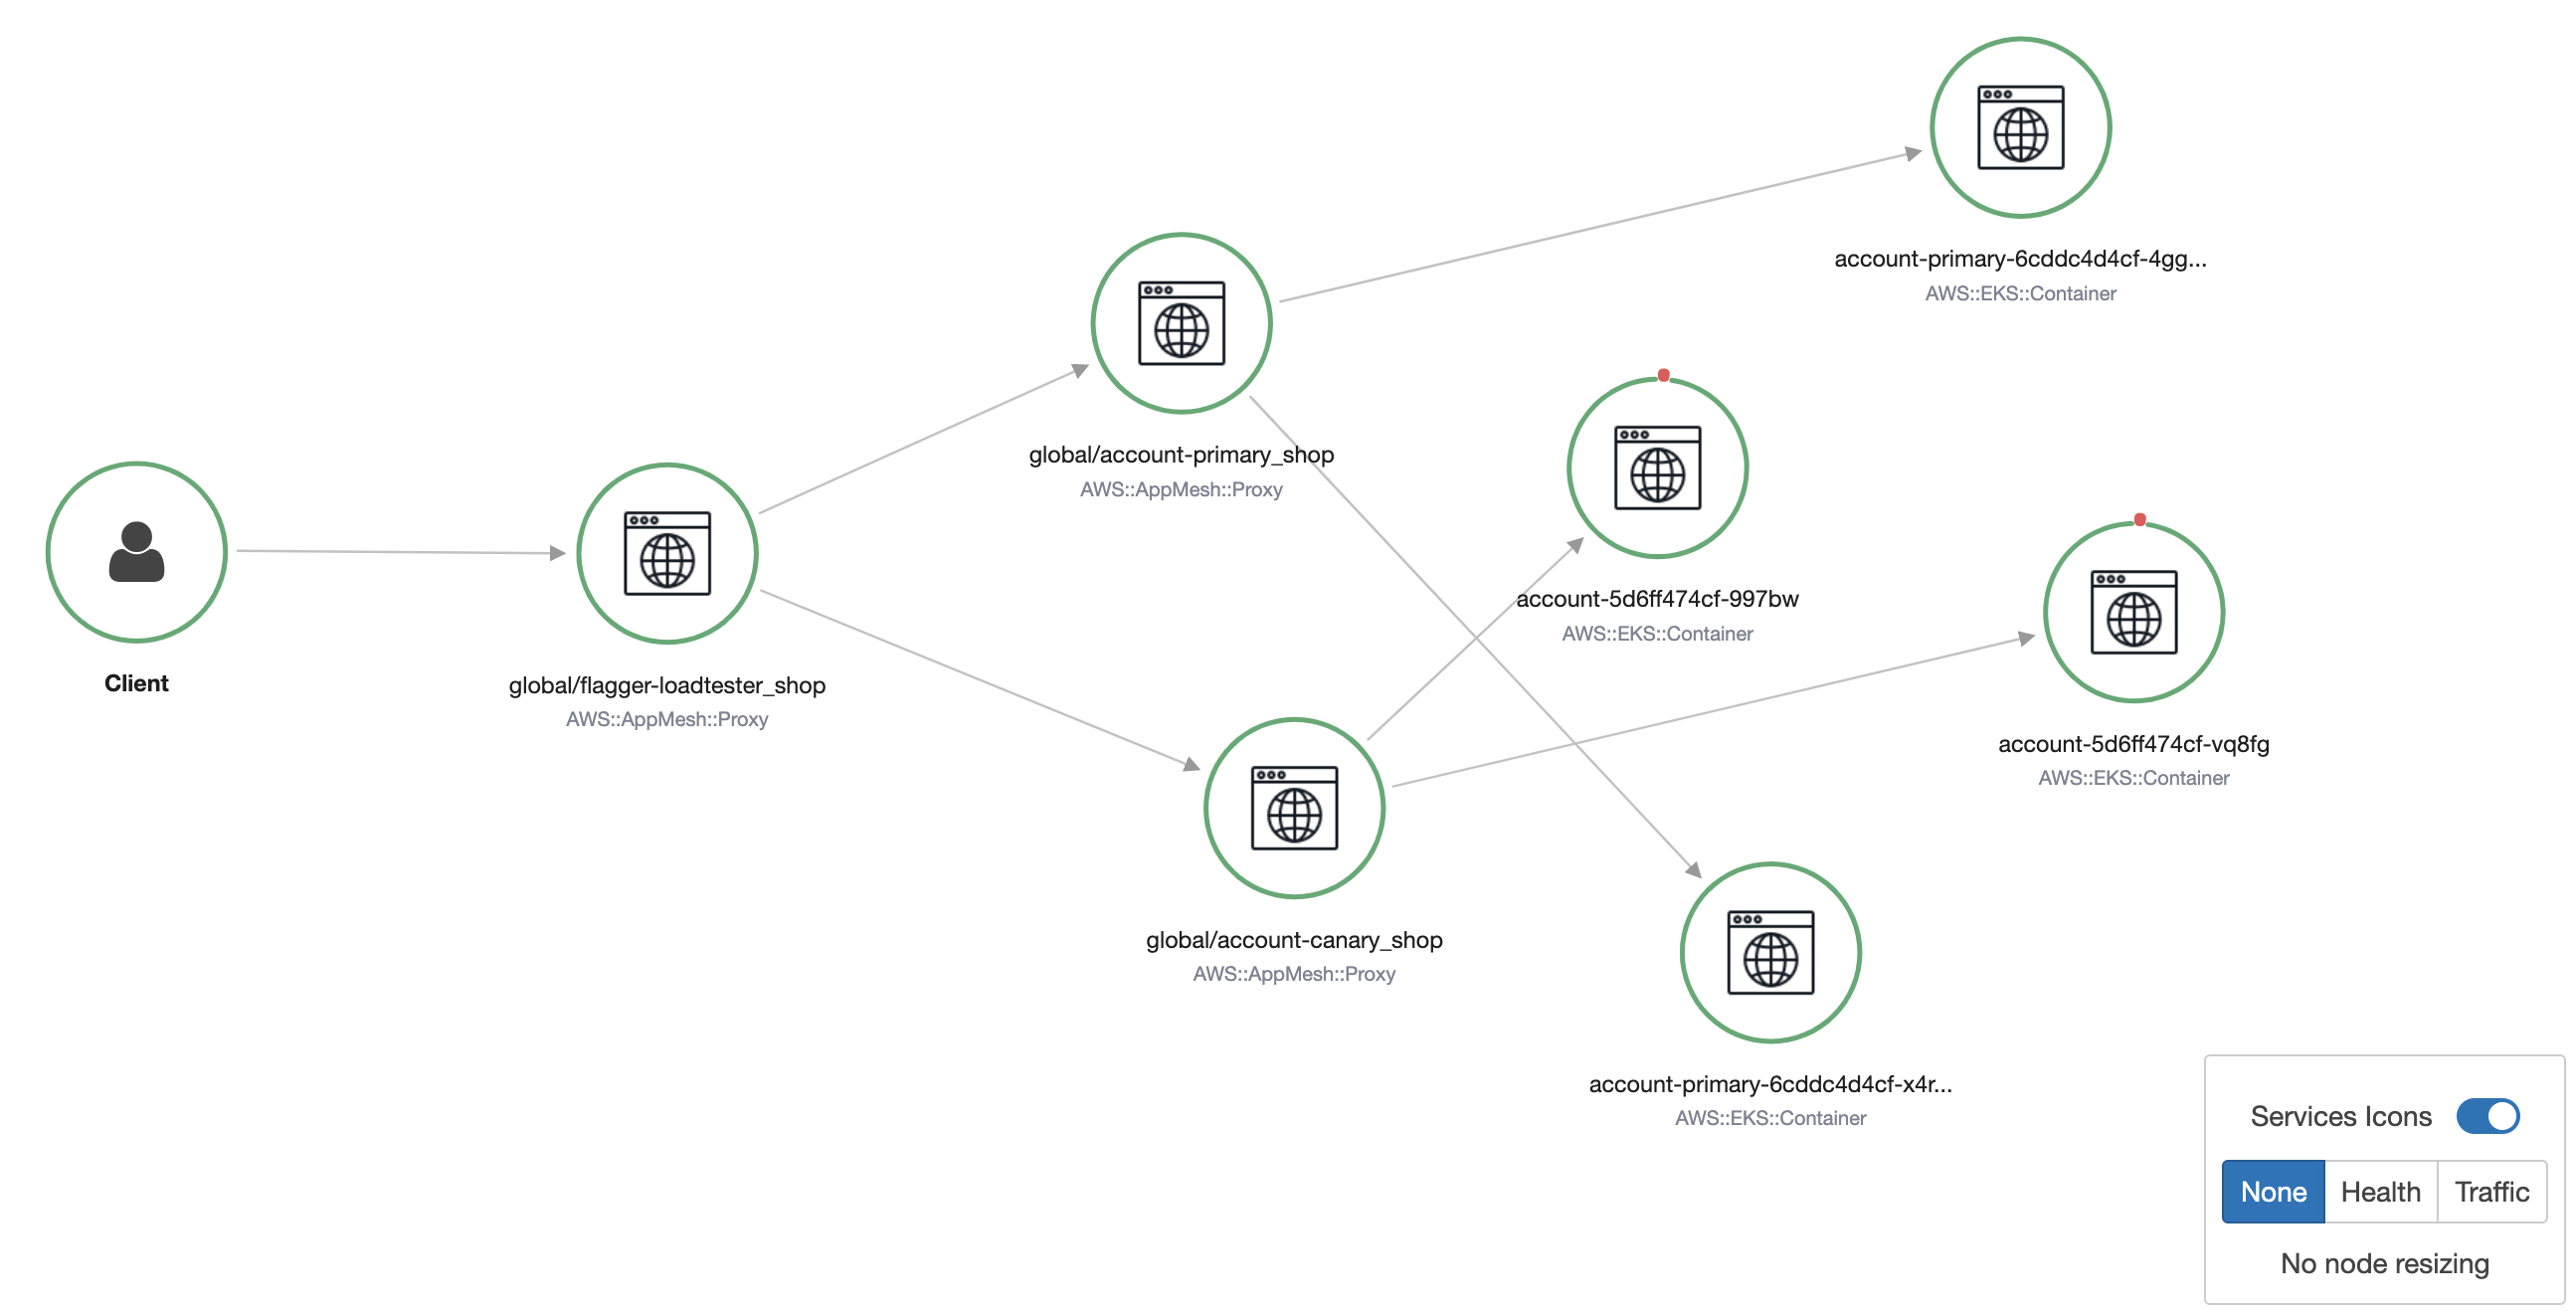 account-primary-6cddc4d4cf-4gg...
AWS::EKS::Container
global/account-primary_shop
AWS::AppMesh::Proxy
account-5d6ff474cf-997bw
AWS::EKS::Container
Client
global/flagger-loadtester_shop
AWS::AppMesh::Proxy
account-5d6ff474cf-vq8fg
AWS::EKS::Container
global/account-canary_shop
AWS::AppMesh::Proxy
account-primary-6cddc4d4cf-x4r...
AWS::EKS::Container
Services Icons
None Health Traffic
No node resizing